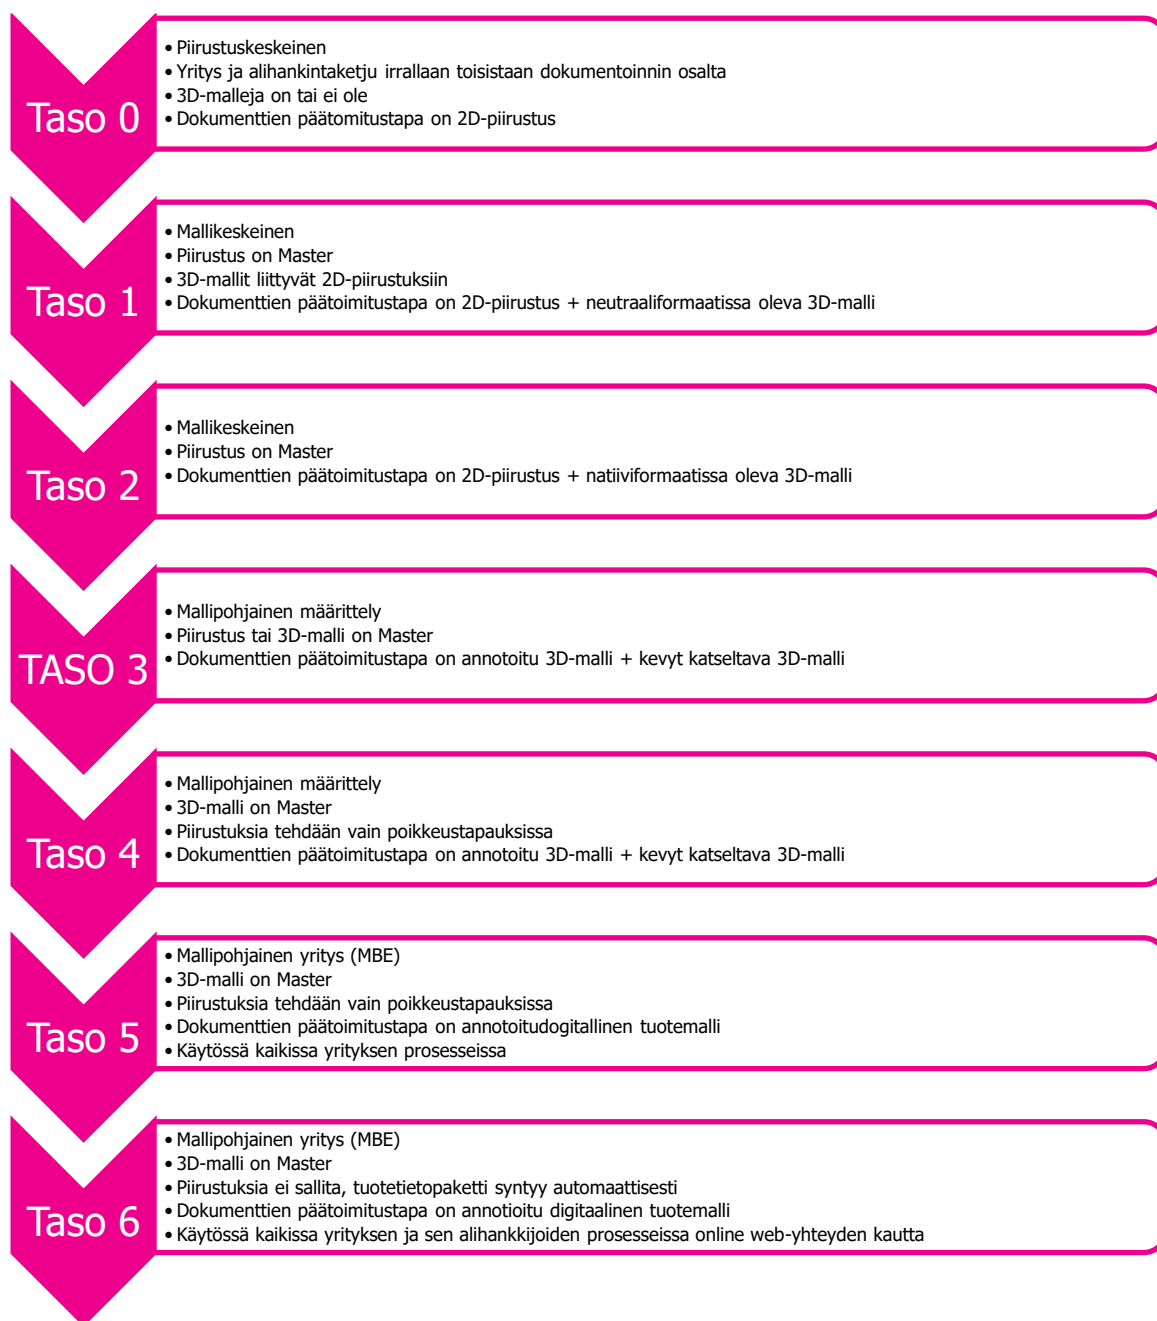 Taso 0
• Piirustuskeskeinen
• Yritys ja alihankintaketju irrallaan toisistaan dokumentoinnin osalta
• 3D-malleja on tai ei ole
• Dokumenttien päätomitustapa on 2D-piirustus
Taso 1
• Mallikeskeinen
• Piirustus on Master
• 3D-mallit liittyvät 2D-piirustuksiin
• Dokumenttien päätoimitustapa on 2D-piirustus + neutraaliformaatissa oleva 3D-malli
Taso 2
• Mallikeskeinen
• Piirustus on Master
• Dokumenttien päätoimitustapa on 2D-piirustus + natiiviformaatissa oleva 3D-malli
TASO 3
• Mallipohjainen määrittely
• Piirustus tai 3D-malli on Master
• Dokumenttien päätoimitustapa on annotoitu 3D-malli + kevyt katseltava 3D-malli
Taso 4
• Mallipohjainen määrittely
• 3D-malli on Master
• Piirustuksia tehdään vain poikkeustapauksissa
• Dokumenttien päätoimitustapa on annotoitu 3D-malli + kevyt katseltava 3D-malli
Taso 5
• Mallipohjainen yritys (MBE)
• 3D-malli on Master
• Piirustuksia tehdään vain poikkeustapauksissa
• Dokumenttien päätoimitustapa on annotoitudogitallinen tuotemalli
• Käytössä kaikissa yrityksen prosesseissa
Taso 6
• Mallipohjainen yritys (MBE)
• 3D-malli on Master
• Piirustuksia ei sallita, tuotetietopaketti syntyy automaattisesti
• Dokumenttien päätoimitustapa on annotioitu digitaalinen tuotemalli
• Käytössä kaikissa yrityksen ja sen alihankkijoiden prosesseissa online web-yhteyden kautta